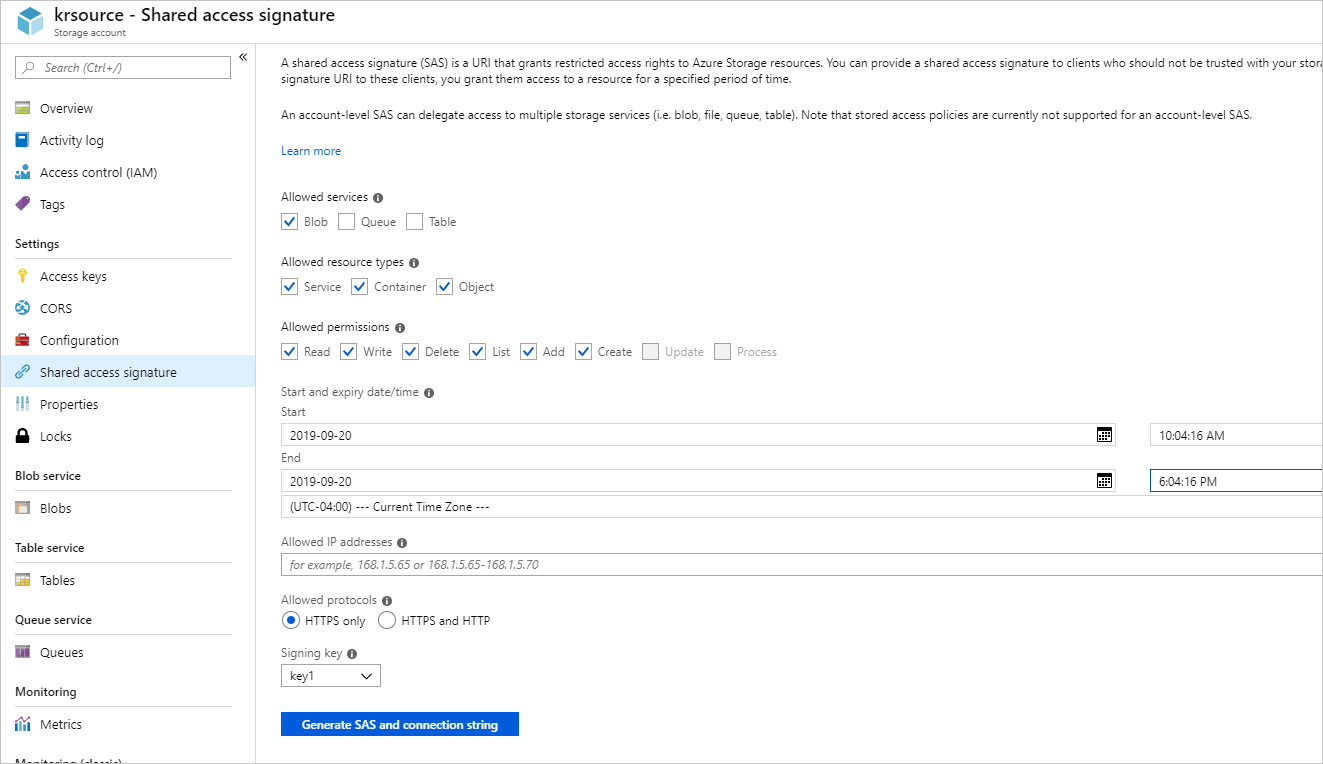 krsource - Shared access signature
Storage account
«
Search (Ctrl+/)
Overview
Activity log
Access control (IAM)
Tags
Settings
Access keys
CORS
Configuration
Shared access signature
Properties
Locks
Blob service
Blobs
Table service
Tables
Queue service
Queues
Monitoring
Metrics
Monitoring (classic)
A shared access signature (SAS) is a URI that grants restricted access rights to Azure Storage resources. You can provide a shared access signature to clients who should not be trusted with your stora
signature URI to these clients, you grant them access to a resource for a specified period of time.
An account-level SAS can delegate access to multiple storage services (i.e. blob, file, queue, table). Note that stored access policies are currently not supported for an account-level SAS.
Learn more
Allowed services
Blob Queue Table
Allowed resource types
Service Container Object
Allowed permissions
Read Write Delete List Add Create Update Process
Start and expiry date/time
Start
2019-09-20 10:04:16 AM
End
2019-09-20 6:04:16 PM
(UTC-04:00) --- Current Time Zone ---
Allowed IP addresses
for example, 168.1.5.65 or 168.1.5.65-168.1.5.70
Allowed protocols
HTTPS only HTTPS and HTTP
Signing key
key1
Generate SAS and connection string